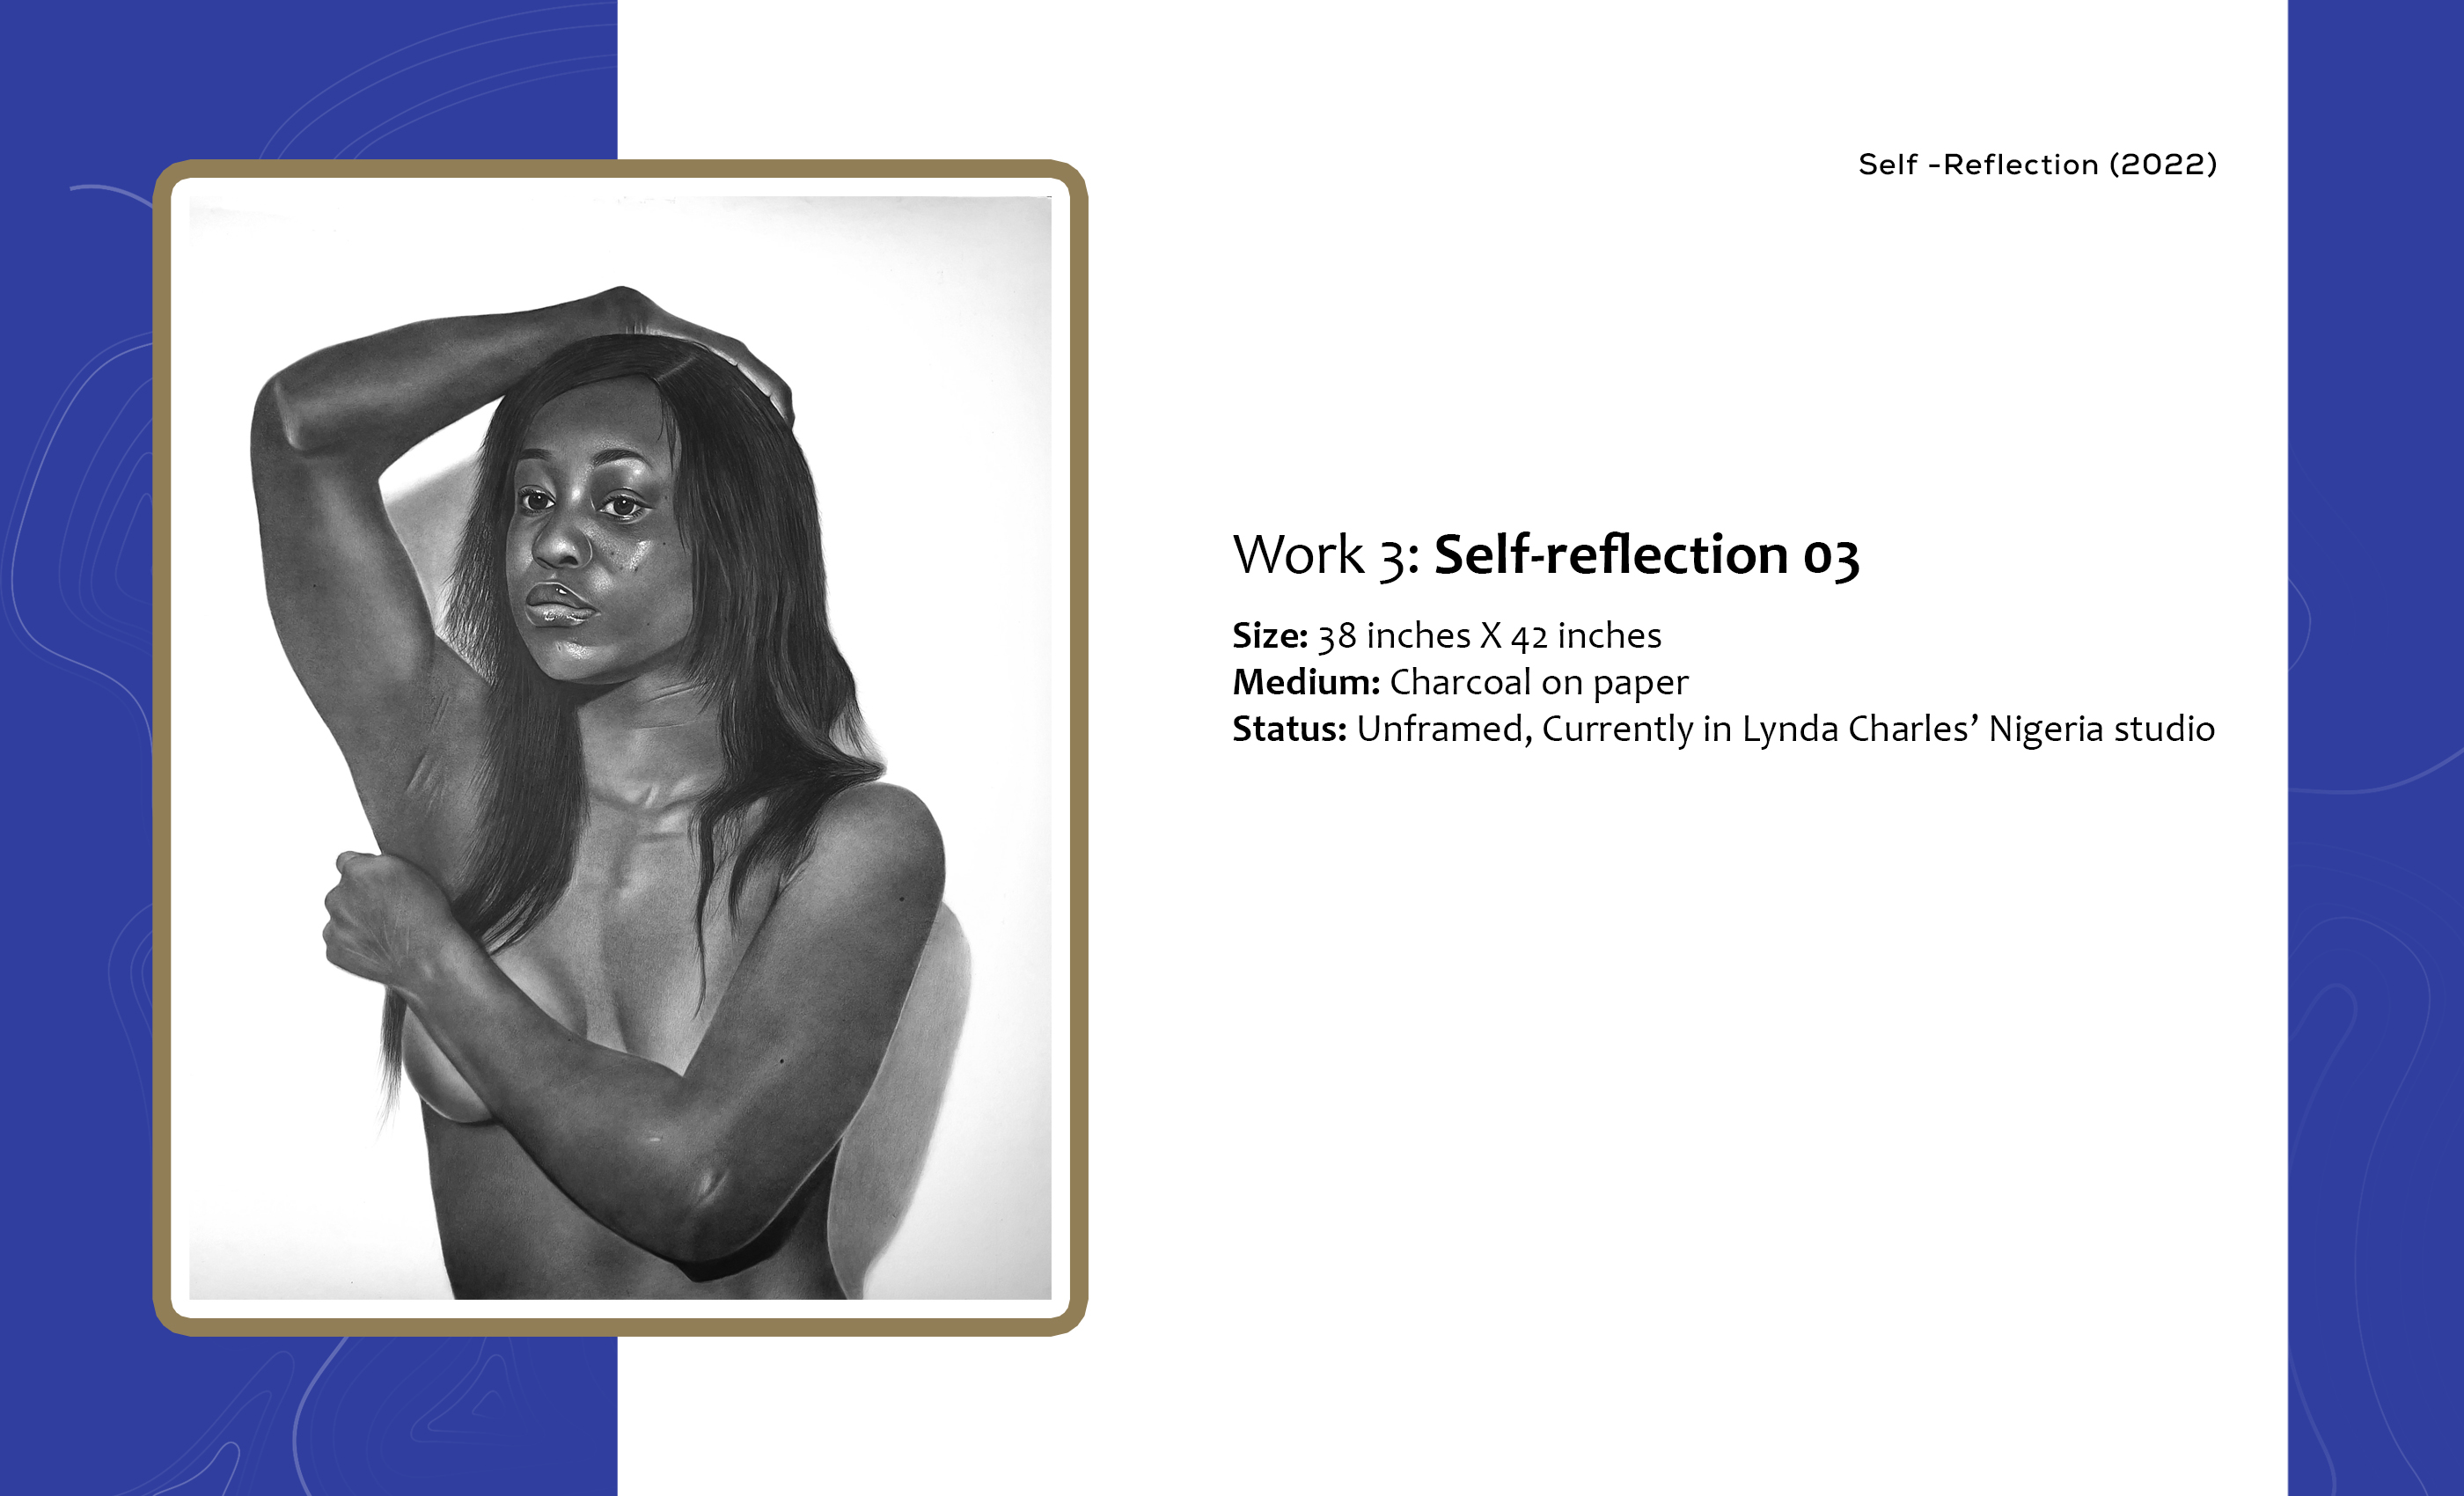 Self -Reflection (2022)
Work 3: Self-reflection 03
Size: 38 inches X 42 inches
Medium: Charcoal on paper
Status: Unframed, Currently in Lynda Charles’ Nigeria studio